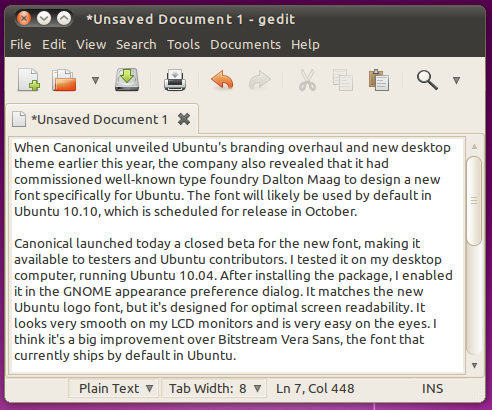 *Unsaved Document 1 - gedit
File Edit View Search Tools Documents Help
*Unsaved Document 1
When Canonical unveiled Ubuntu's branding overhaul and new desktop
theme earlier this year, the company also revealed that it had
commissioned well-known type foundry Dalton Maag to design a new
font specifically for Ubuntu. The font will likely be used by default in
Ubuntu 10.10, which is scheduled for release in October.
Canonical launched today a closed beta for the new font, making it
available to testers and Ubuntu contributors. I tested it on my desktop
computer, running Ubuntu 10.04. After installing the package, I enabled
it in the GNOME appearance preference dialog. It matches the new
Ubuntu logo font, but it's designed for optimal screen readability. It
looks very smooth on my LCD monitors and is very easy on the eyes. I
think it's a big improvement over Bitstream Vera Sans, the font that
currently ships by default in Ubuntu.
Plain Text Tab Width: 8 Ln 7, Col 448 INS